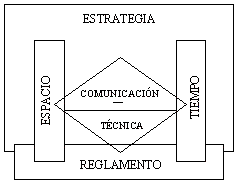 ESTRATEGIA
ESPACIO
COMUNICACIÓN
TÉCNICA
TIEMPO
REGLAMENTO